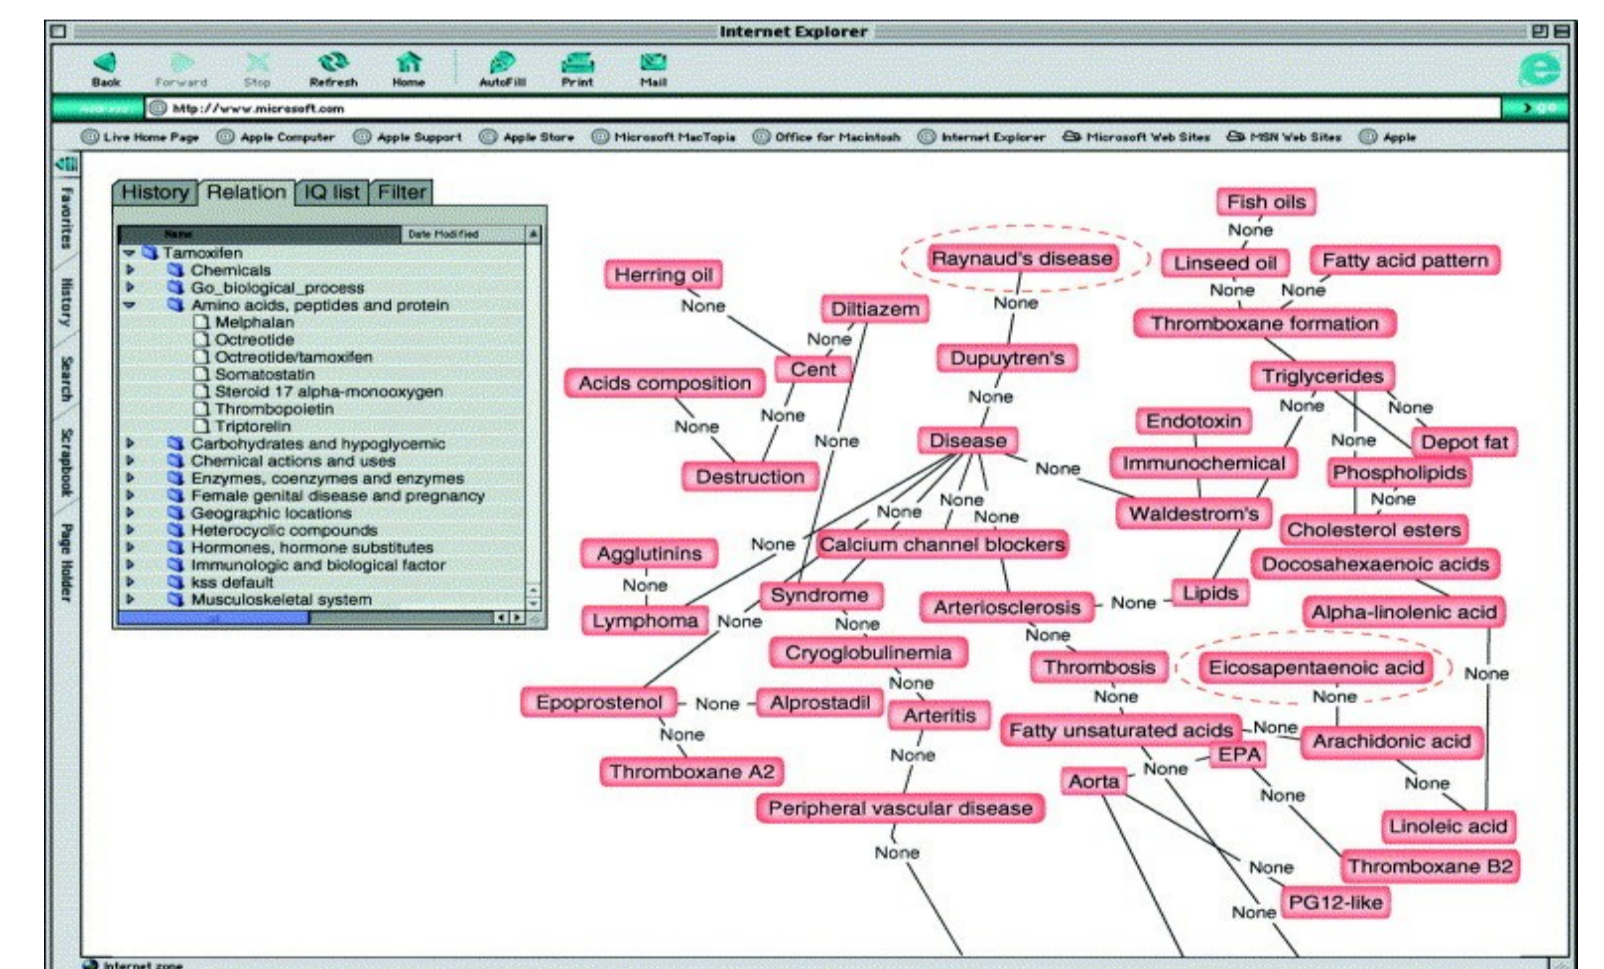 Internet Explorer
Back
Forward
Stop
Refresh
Home
AutoFill
Print
Mail
http://www.microsoft.com
go
Live Home Page
Apple Computer
Apple Support
Apple Store
Microsoft MacTopia
Office for Macintosh
Internet Explorer
Microsoft Web Sites
MSN Web Sites
Apple
Favorites
History
Search
Scrapbook
Page Holder
History
Relation
IQ list
Filter
Name
Date Modified
Tamoxifen
Chemicals
Go_biological_process
Amino acids, peptides and protein
Melphalan
Octreotide
Octreotide/tamoxifen
Somatostatin
Steroid 17 alpha-monooxygen
Thrombopoietin
Triptorelin
Carbohydrates and hypoglycemic
Chemical actions and uses
Enzymes, coenzymes and enzymes
Female genital disease and pregnancy
Geographic locations
Heterocyclic compounds
Hormones, hormone substitutes
Immunologic and biological factor
kss default
Musculoskeletal system
Fish oils
None
Raynaud's disease
Linseed oil
Fatty acid pattern
Herring oil
None
None
None
None
Diltiazem
Thromboxane formation
None
Dupuytren's
Cent
Triglycerides
Acids composition
None
None
None
None
None
Endotoxin
None
Disease
None
None
Depot fat
Destruction
None
Immunochemical
Phospholipids
None
None
None
None
Waldestrom's
Cholesterol esters
None
Calcium channel blockers
Agglutinins
Docosahexaenoic acids
None
Syndrome
Lipids
Arteriosclerosis
None
Alpha-linolenic acid
Lymphoma
None
None
None
Cryoglobulinemia
Thrombosis
Eicosapentaenoic acid
None
None
None
None
Epoprostenol
None
Alprostadil
Arteritis
Fatty unsaturated acids
None
Arachidonic acid
None
None
EPA
Thromboxane A2
None
Aorta
None
None
Peripheral vascular disease
Linoleic acid
None
None
Thromboxane B2
None
PG12-like
Internet zone